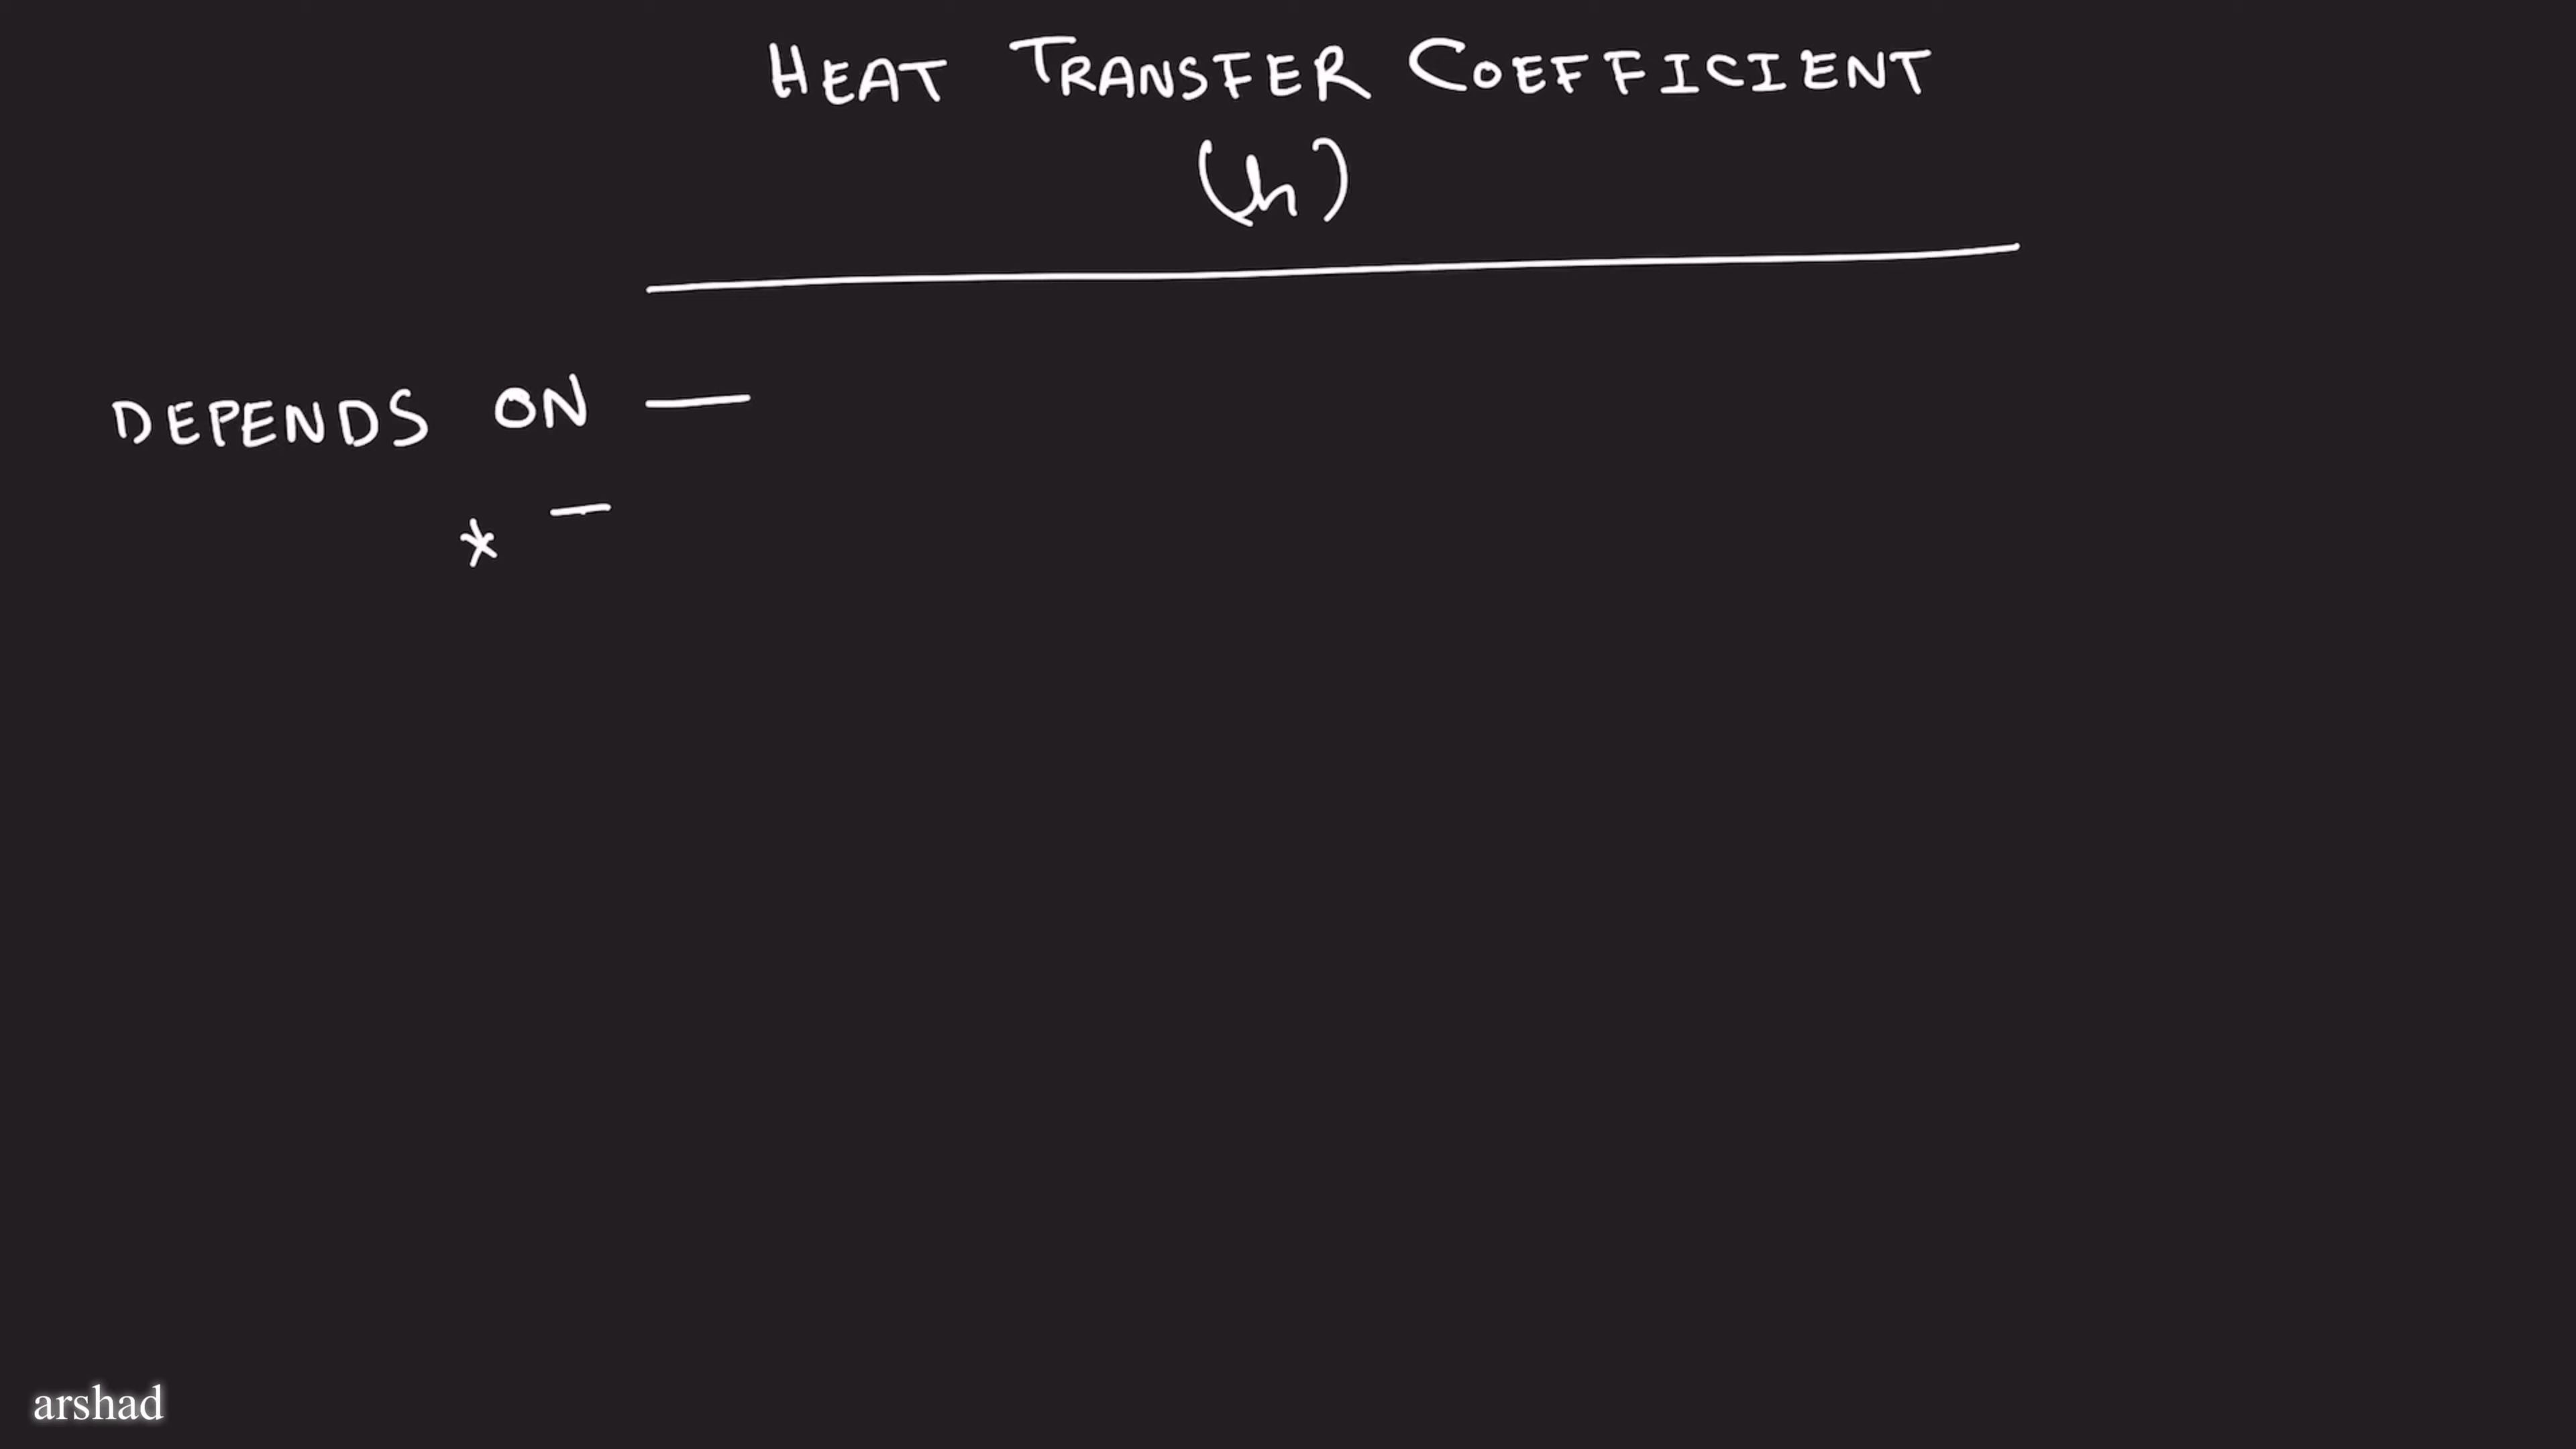 HEAT TRANSFER COEFFICIENT
(h)
DEPENDS ON —
* –
arshad